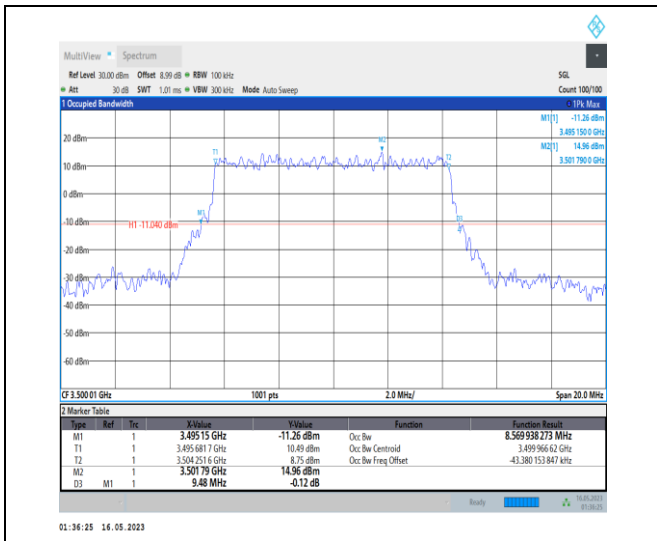 MultiView Spectrum
Ref Level 30.00 dBm Offset 8.99 dB RBW 100 kHz SGL
Att 30 dB SWT 1.01 ms VBW 300 kHz Mode Auto Sweep Count 100/100
1 Occupied Bandwidth 1Pk Max
M1[1] -11.26 dBm
3.495 150 0 GHz
M2[1] 14.96 dBm
3.501 790 0 GHz
20 dBm
M2
T1 T2
10 dBm
0 dBm
M1
-10 dBm
H1 -11.040 dBm
D3
-20 dBm
-30 dBm
-40 dBm
-50 dBm
-60 dBm
CF 3.500 01 GHz 1001 pts 2.0 MHz/ Span 20.0 MHz
2 Marker Table
Type Ref Trc X-Value Y-Value Function Function Result
M1 1 3.495 15 GHz -11.26 dBm Occ Bw 8.569 938 273 MHz
T1 1 3.495 681 7 GHz 10.49 dBm Occ Bw Centroid 3.499 966 62 GHz
T2 1 3.504 251 6 GHz 8.75 dBm Occ Bw Freq Offset -43.380 153 847 kHz
M2 1 3.501 79 GHz 14.96 dBm
D3 M1 1 9.48 MHz -0.12 dB
Ready 16.05.2023
01:36:25
01:36:25 16.05.2023